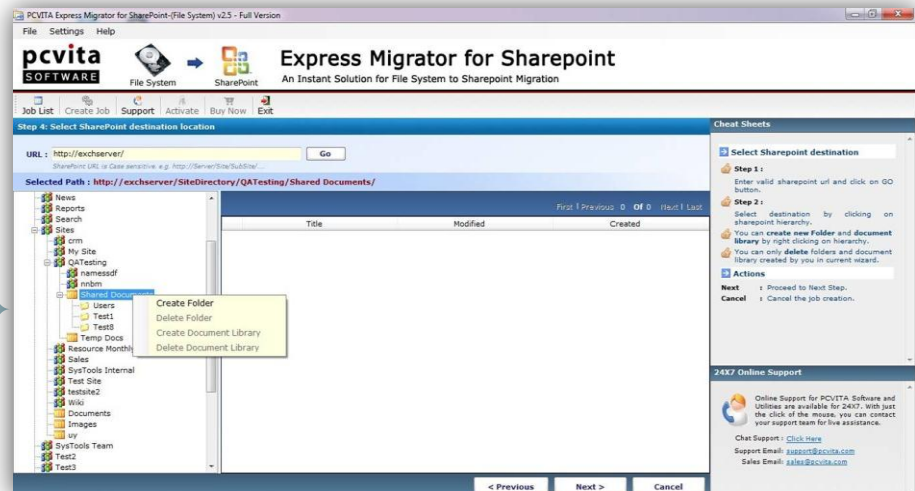 PCVITA Express Migrator for SharePoint-(File System) v2.5 - Full Version
File Settings Help
pcvita
SOFTWARE
File System
SharePoint
Express Migrator for Sharepoint
An Instant Solution for File System to Sharepoint Migration
Job List Create Job Support Activate Buy Now Exit
Step 4: Select SharePoint destination location
URL : http://exchserver/ Go
SharePoint URL is Case sensitive. e.g. http://Server/Site/SubSite/...
Selected Path : http://exchserver/SiteDirectory/QATesting/Shared Documents/
News
Reports
Search
Sites
crm
My Site
QATesting
namessdf
nnbm
Shared Documents
Users
Test1
Test8
Temp Docs
Resource Monthly
Sales
SysTools Internal
Test Site
testsite2
Wiki
Documents
Images
uy
SysTools Team
Test2
Test3
Create Folder
Delete Folder
Create Document Library
Delete Document Library
First | Previous 0 Of 0 Next | Last
Title Modified Created
< Previous Next > Cancel
Cheat Sheets
Select Sharepoint destination
Step 1 :
Enter valid sharepoint url and click on GO
button.
Step 2 :
Select destination by clicking on
sharepoint hierarchy.
You can create new Folder and document
library by right clicking on hierarchy.
You can only delete folders and document
library created by you in current wizard.
Actions
Next : Proceed to Next Step.
Cancel : Cancel the job creation.
24X7 Online Support
Online Support for PCVITA Software and
Utilities are available for 24X7. With just
the click of the mouse, you can contact
your support team for live assistance.
Chat Support : Click Here
Support Email: support@pcvita.com
Sales Email: sales@pcvita.com